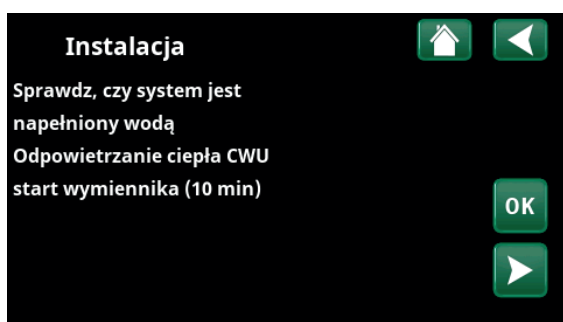 Instalacja
Sprawdz, czy system jest
napełniony wodą
Odpowietrzanie ciepła CWU
start wymiennika (10 min)
OK